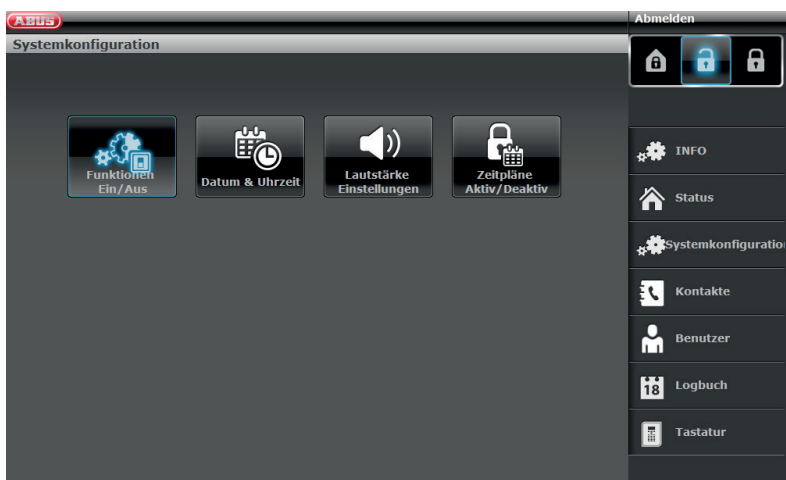 ABUS
Abmelden
Systemkonfiguration
Funktionen
Ein/Aus
Datum & Uhrzeit
Lautstärke
Einstellungen
Zeitpläne
Aktiv/Deaktiv
INFO
Status
Systemkonfiguratio
Kontakte
Benutzer
18
Logbuch
Tastatur